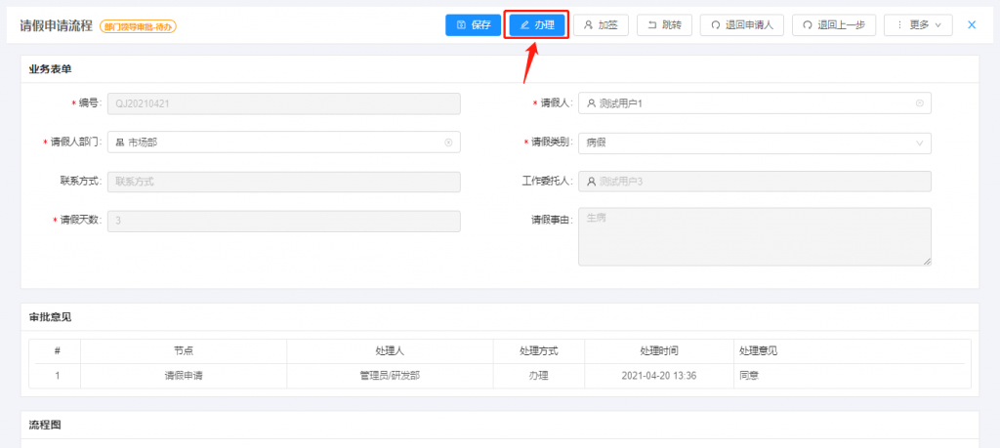 请假申请流程 部门领导审批-待办 保存 办理 加签 跳转 退回申请人 退回上一步 更多
业务表单
* 编号: QJ20210421 * 请假人: 测试用户1
* 请假人部门: 市场部 * 请假类别: 病假
联系方式: 联系方式 工作委托人: 测试用户3
* 请假天数: 3 请假事由: 生病
审批意见
# 节点 处理人 处理方式 处理时间 处理意见
1 请假申请 管理员/研发部 办理 2021-04-20 13:36 同意
流程图